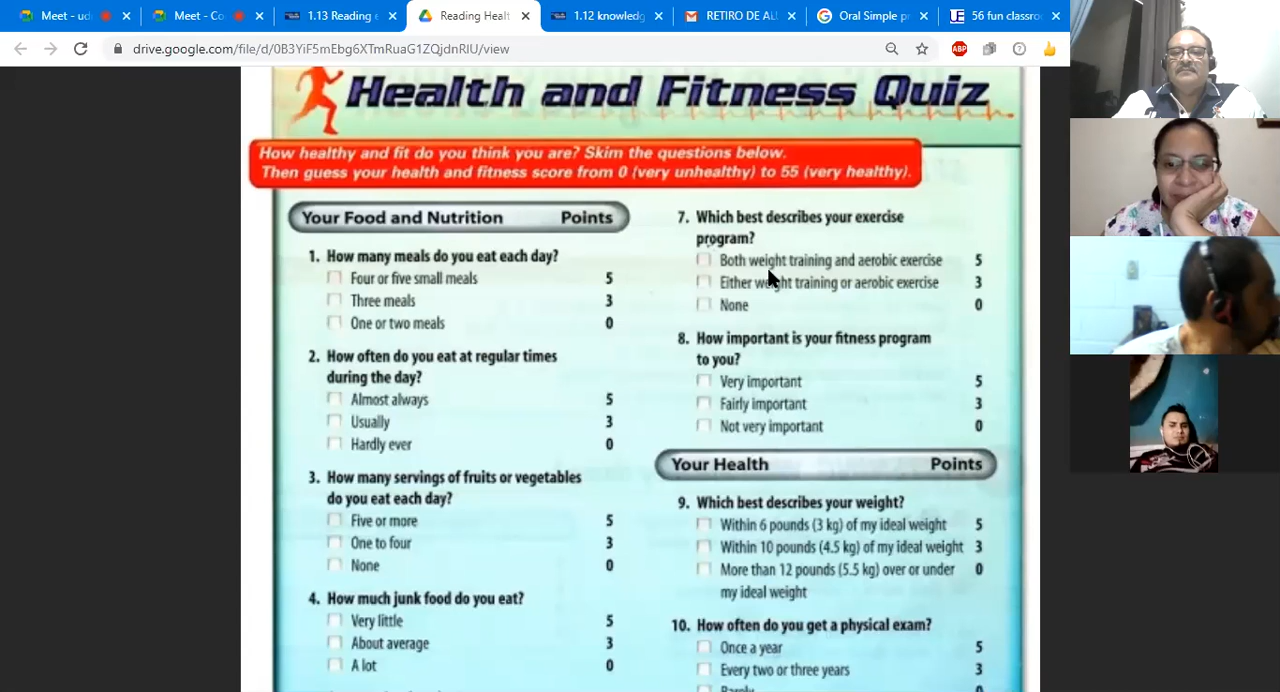 Meet - ud
Meet - Co
1.13 Reading e
Reading Healt
1.12 knowledg
RETIRO DE AL
Oral Simple p
56 fun classro
drive.google.com/file/d/0B3YiF5mEbg6XTmRuaG1ZQjdnRlU/view
ABP
Health and Fitness Quiz
How healthy and fit do you think you are? Skim the questions below.
Then guess your health and fitness score from 0 (very unhealthy) to 55 (very healthy).
Your Food and Nutrition Points
1. How many meals do you eat each day?
Four or five small meals 5
Three meals 3
One or two meals 0
2. How often do you eat at regular times
during the day?
Almost always 5
Usually 3
Hardly ever 0
3. How many servings of fruits or vegetables
do you eat each day?
Five or more 5
One to four 3
None 0
4. How much junk food do you eat?
Very little 5
About average 3
A lot 0
7. Which best describes your exercise
program?
Both weight training and aerobic exercise 5
Either weight training or aerobic exercise 3
None 0
8. How important is your fitness program
to you?
Very important 5
Fairly important 3
Not very important 0
Your Health Points
9. Which best describes your weight?
Within 6 pounds (3 kg) of my ideal weight 5
Within 10 pounds (4.5 kg) of my ideal weight 3
More than 12 pounds (5.5 kg) over or under 0
my ideal weight
10. How often do you get a physical exam?
Once a year 5
Every two or three years 3
Rarely 0